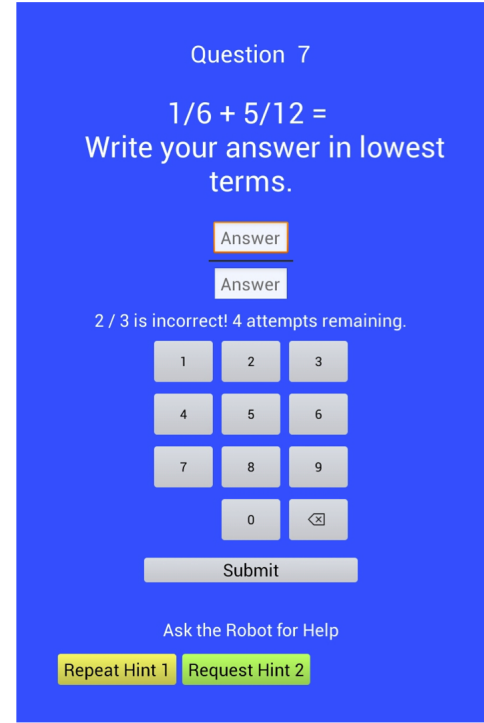 Question 7
1/6 + 5/12 =
Write your answer in lowest
terms.
Answer
Answer
2 / 3 is incorrect! 4 attempts remaining.
1 2 3
4 5 6
7 8 9
0
Submit
Ask the Robot for Help
Repeat Hint 1 Request Hint 2